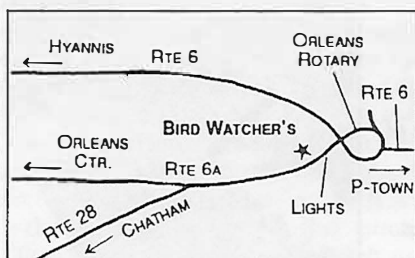 HYANNIS
RTE 6
ORLEANS
ROTARY
RTE 6
ORLEANS
CTR.
BIRD WATCHER'S
RTE 6A
P-TOWN
LIGHTS
RTE 28
CHATHAM